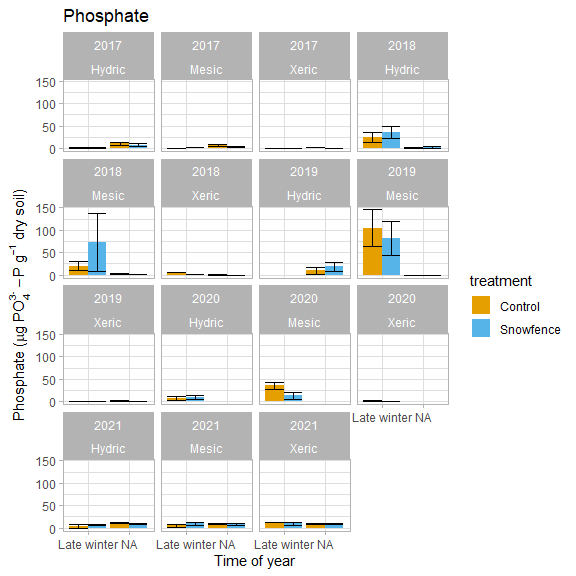 Phosphate
2017
Hydric
2017
Mesic
2017
Xeric
2018
Hydric
150
100
50
0
2018
Mesic
2018
Xeric
2019
Hydric
2019
Mesic
150
100
50
0
2019
Xeric
2020
Hydric
2020
Mesic
2020
Xeric
150
100
50
0
Late winter NA
2021
Hydric
2021
Mesic
2021
Xeric
150
100
50
0
Late winter NA
Late winter NA
Late winter NA
Time of year
Phosphate (μg PO₄³⁻ −P g⁻¹ dry soil)
treatment
Control
Snowfence